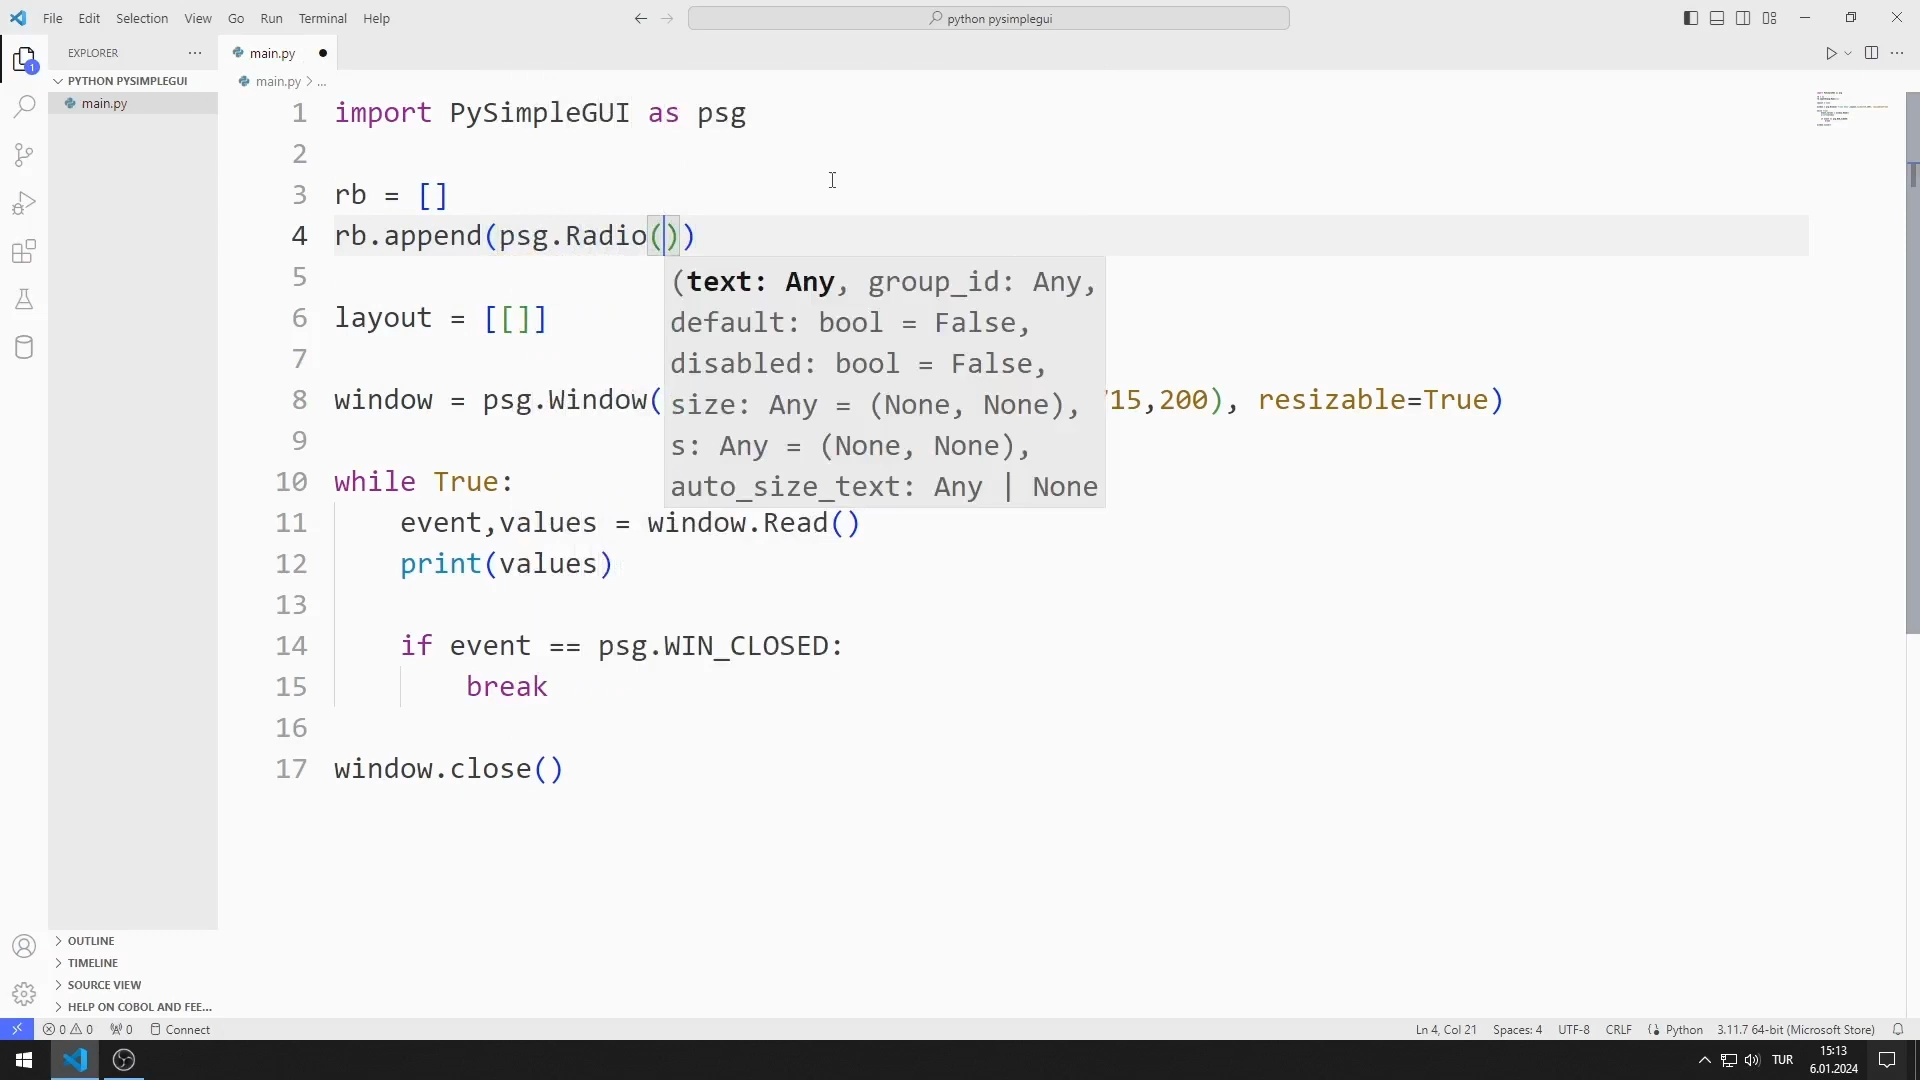 File Edit Selection View Go Run Terminal Help
python pysimplegui
EXPLORER
main.py
PYTHON PYSIMPLEGUI
main.py > ...
main.py
1 import PySimpleGUI as psg
2
3 rb = []
4 rb.append(psg.Radio())
5
(text: Any, group_id: Any,
default: bool = False,
disabled: bool = False,
size: Any = (None, None),
s: Any = (None, None),
auto_size_text: Any | None
6 layout = [[]]
7
8 window = psg.Window( 15,200), resizable=True)
9
10 while True:
11 event,values = window.Read()
12 print(values)
13
14 if event == psg.WIN_CLOSED:
15 break
16
17 window.close()
OUTLINE
TIMELINE
SOURCE VIEW
HELP ON COBOL AND FEE...
0 0 0 Connect
Ln 4, Col 21 Spaces: 4 UTF-8 CRLF Python 3.11.7 64-bit (Microsoft Store)
1
TUR
15:13
6.01.2024